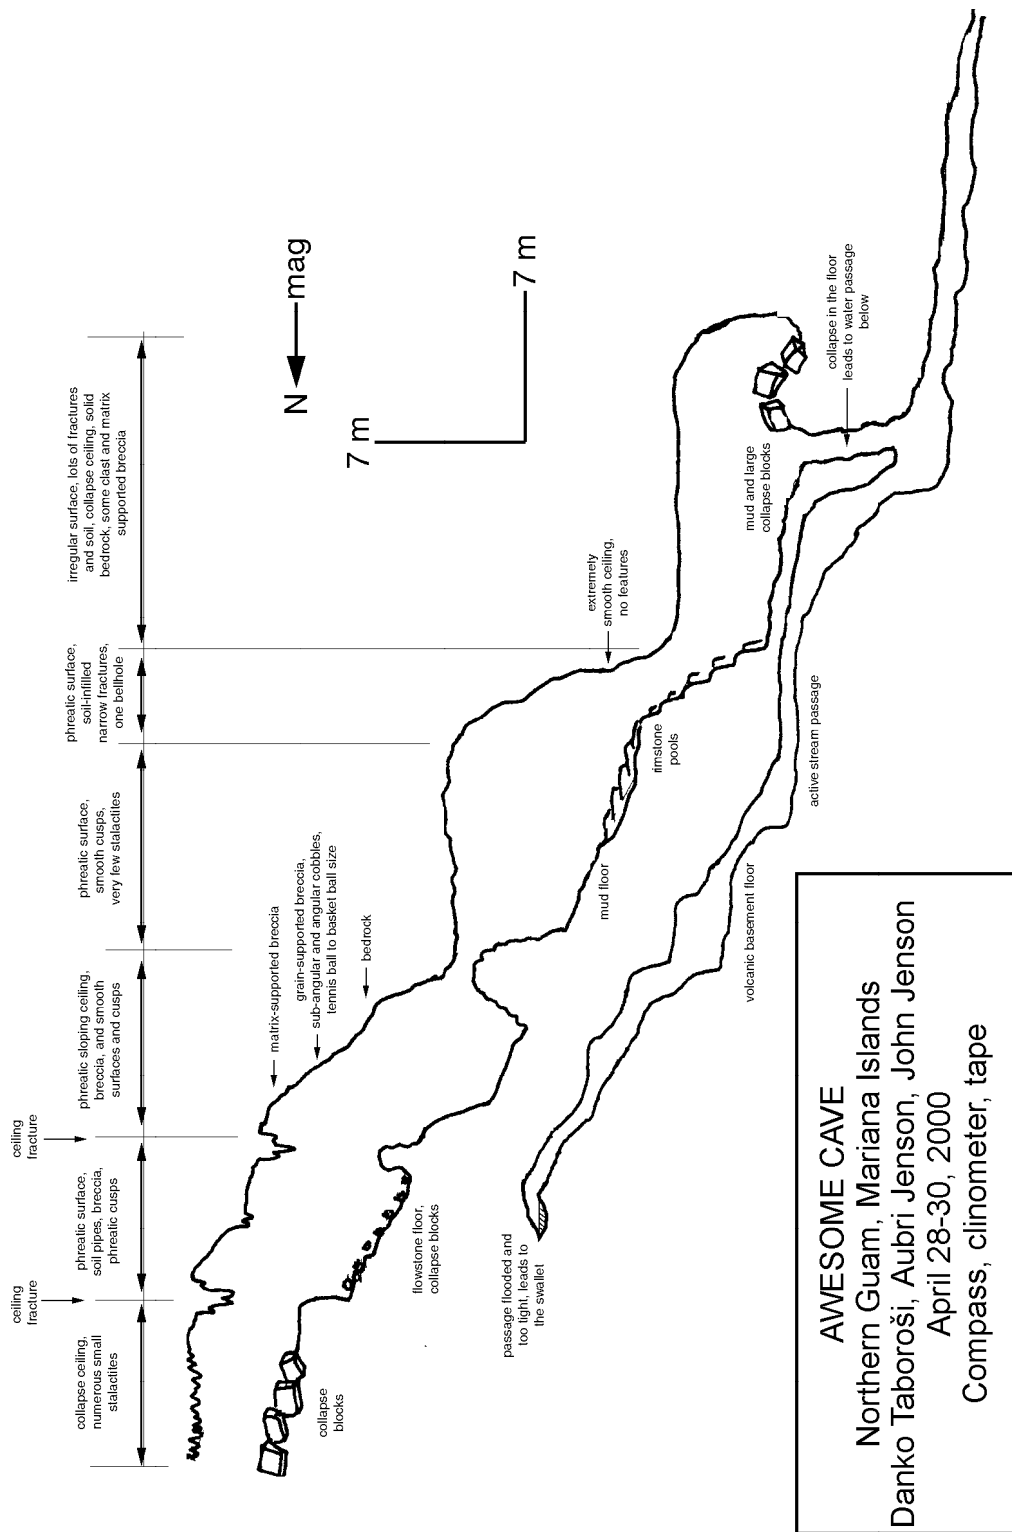 collapse ceiling,
numerous small
stalactites
ceiling
fracture
phreatic surface,
soil pipes, breccia,
phreatic cusps
ceiling
fracture
phreatic sloping ceiling,
breccia, and smooth
surfaces and cusps
phreatic surface,
smooth cusps,
very few stalactites
phreatic surface,
soil-infilled
narrow fractures,
one bellhole
irregular surface, lots of fractures
and soil, collapse ceiling, solid
bedrock, some clast and matrix
supported breccia
matrix-supported breccia
grain-supported breccia,
sub-angular and angular cobbles,
tennis ball to basket ball size
bedrock
N
mag
7 m
7 m
extremely
smooth ceiling,
no features
collapse
blocks
flowstone floor,
collapse blocks
passage flooded and
too tight, leads to
the swallet
mud floor
rimstone
pools
mud and large
collapse blocks
collapse in the floor
leads to water passage
below
volcanic basement floor
active stream passage
AWESOME CAVE
Northern Guam, Mariana Islands
Danko Taboroši, Aubri Jenson, John Jenson
April 28-30, 2000
Compass, clinometer, tape